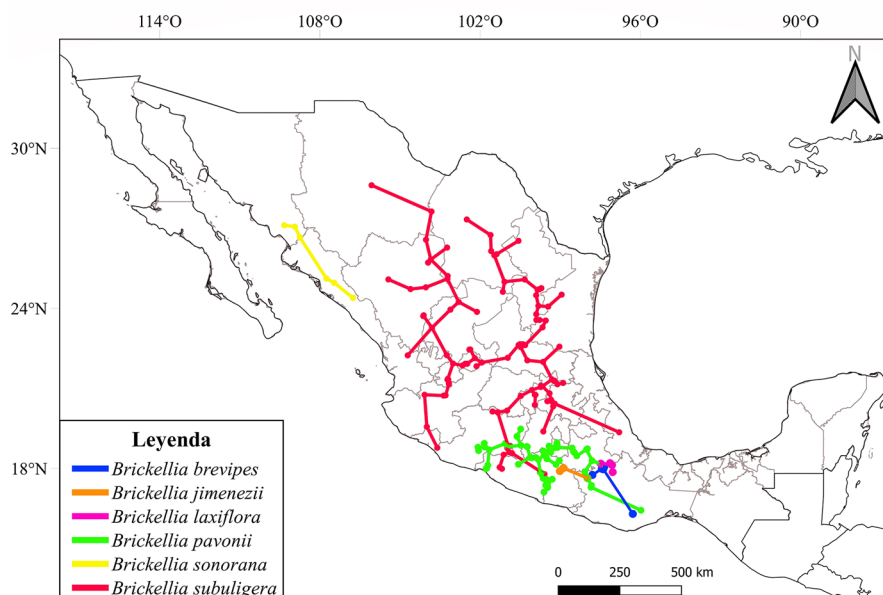 114°O 108°O 102°O 96°O 90°O
N
30°N
24°N
18°N
Leyenda
Brickellia brevipes
Brickellia jimenezii
Brickellia laxiflora
Brickellia pavonii
Brickellia sonorana
Brickellia subuligera
0 250 500 km